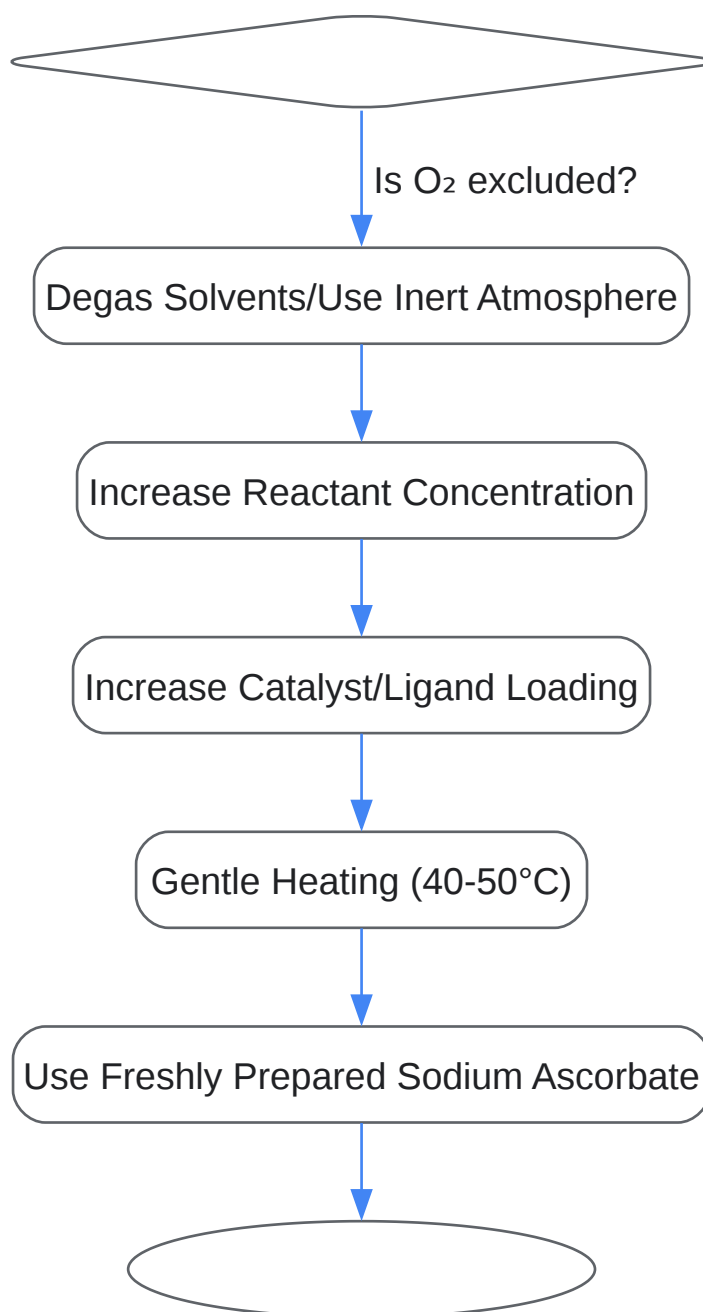 Is O₂ excluded?
Degas Solvents/Use Inert Atmosphere
Increase Reactant Concentration
Increase Catalyst/Ligand Loading
Gentle Heating (40-50°C)
Use Freshly Prepared Sodium Ascorbate